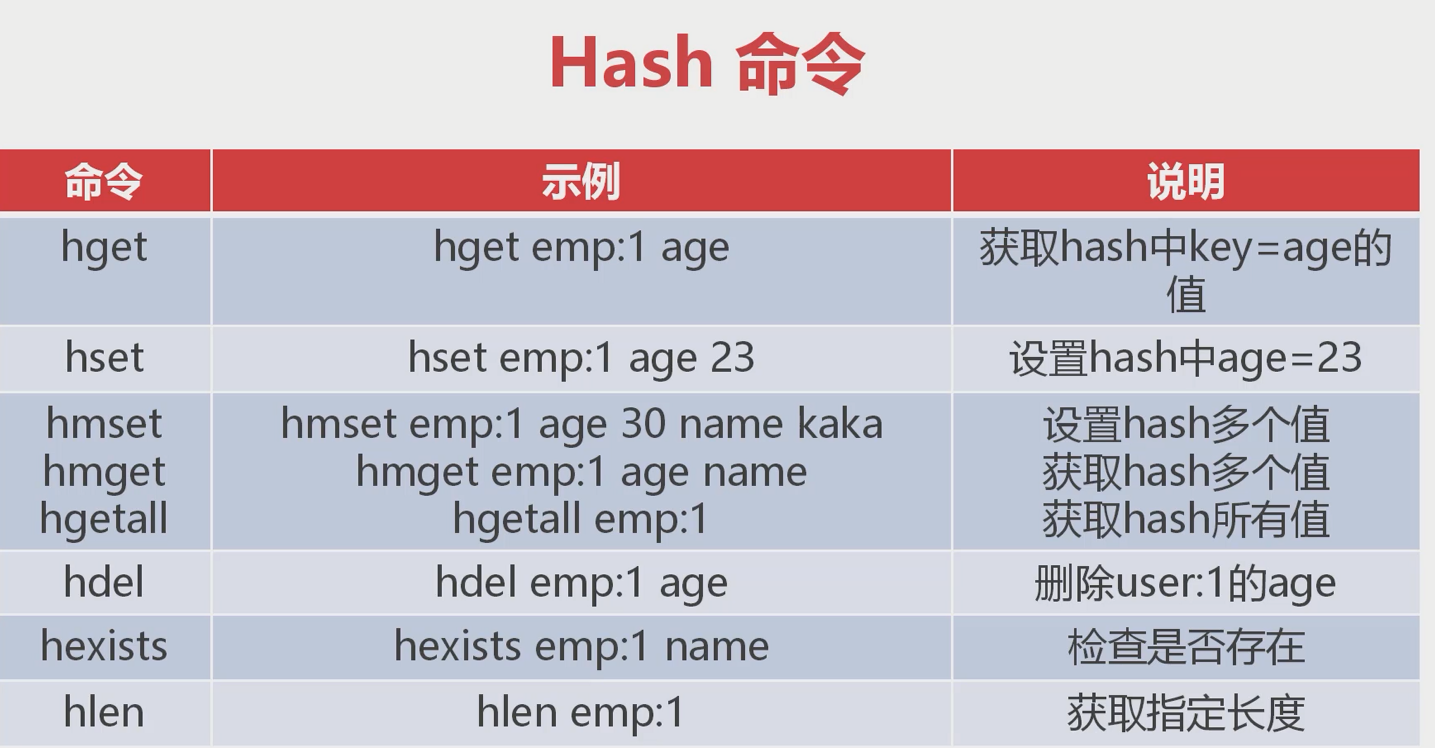 Hash 命令
命令 示例 说明
hget hget emp:1 age 获取hash中key=age的
值
hset hset emp:1 age 23 设置hash中age=23
hmset hmset emp:1 age 30 name kaka 设置hash多个值
hmget hmget emp:1 age name 获取hash多个值
hgetall hgetall emp:1 获取hash所有值
hdel hdel emp:1 age 删除user:1的age
hexists hexists emp:1 name 检查是否存在
hlen hlen emp:1 获取指定长度